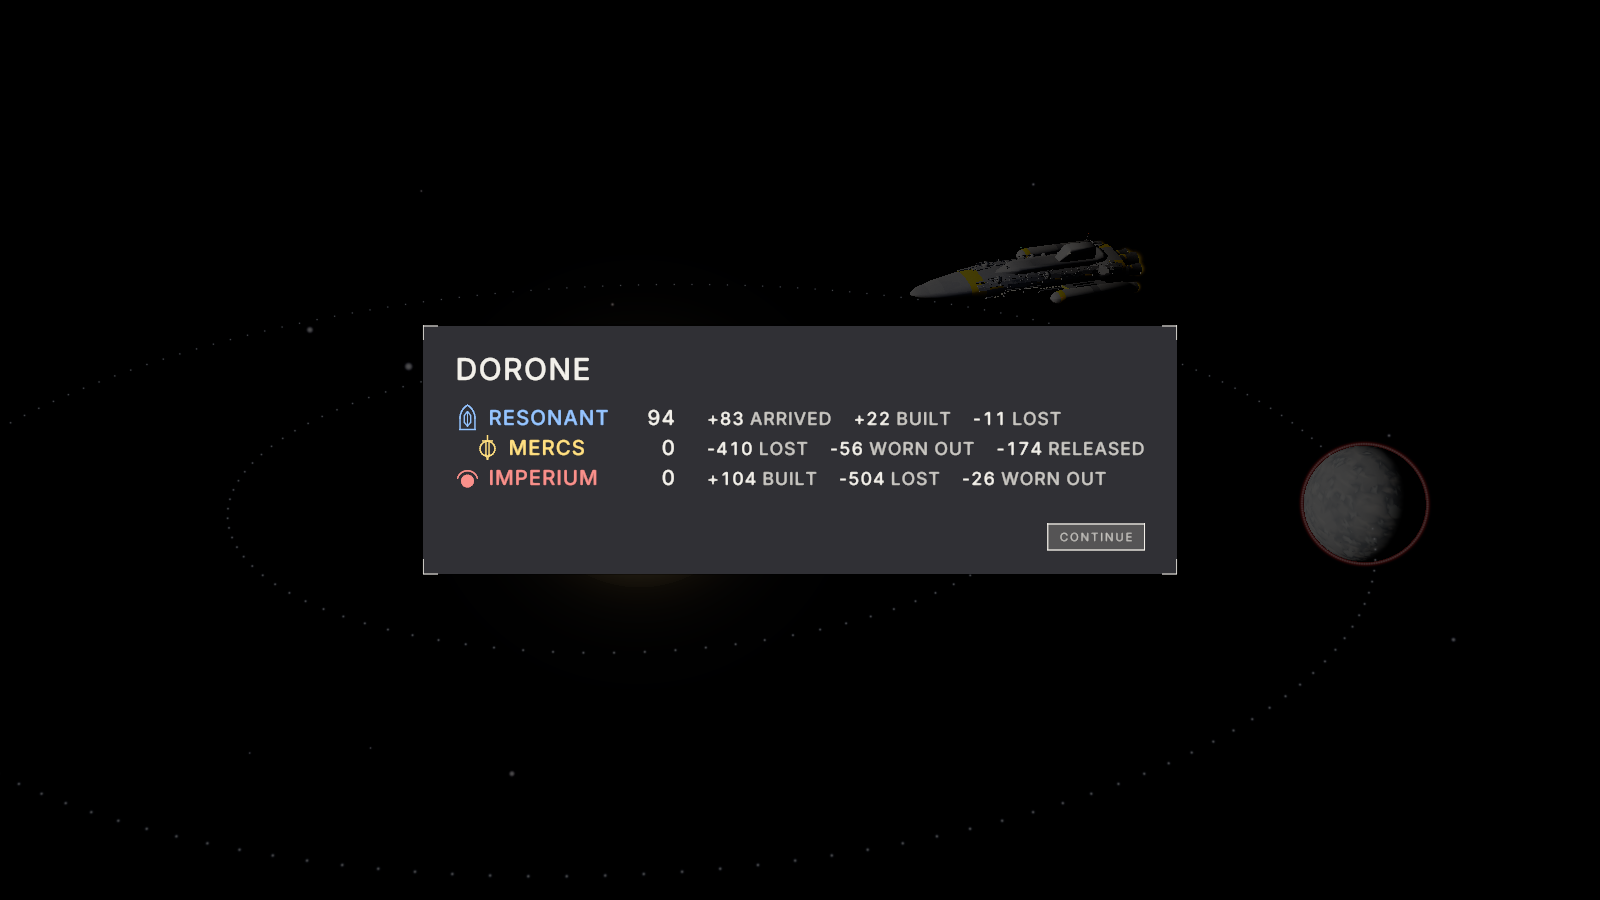 DORONE
RESONANT 94 +83 ARRIVED +22 BUILT -11 LOST
MERCS 0 -410 LOST -56 WORN OUT -174 RELEASED
IMPERIUM 0 +104 BUILT -504 LOST -26 WORN OUT
CONTINUE